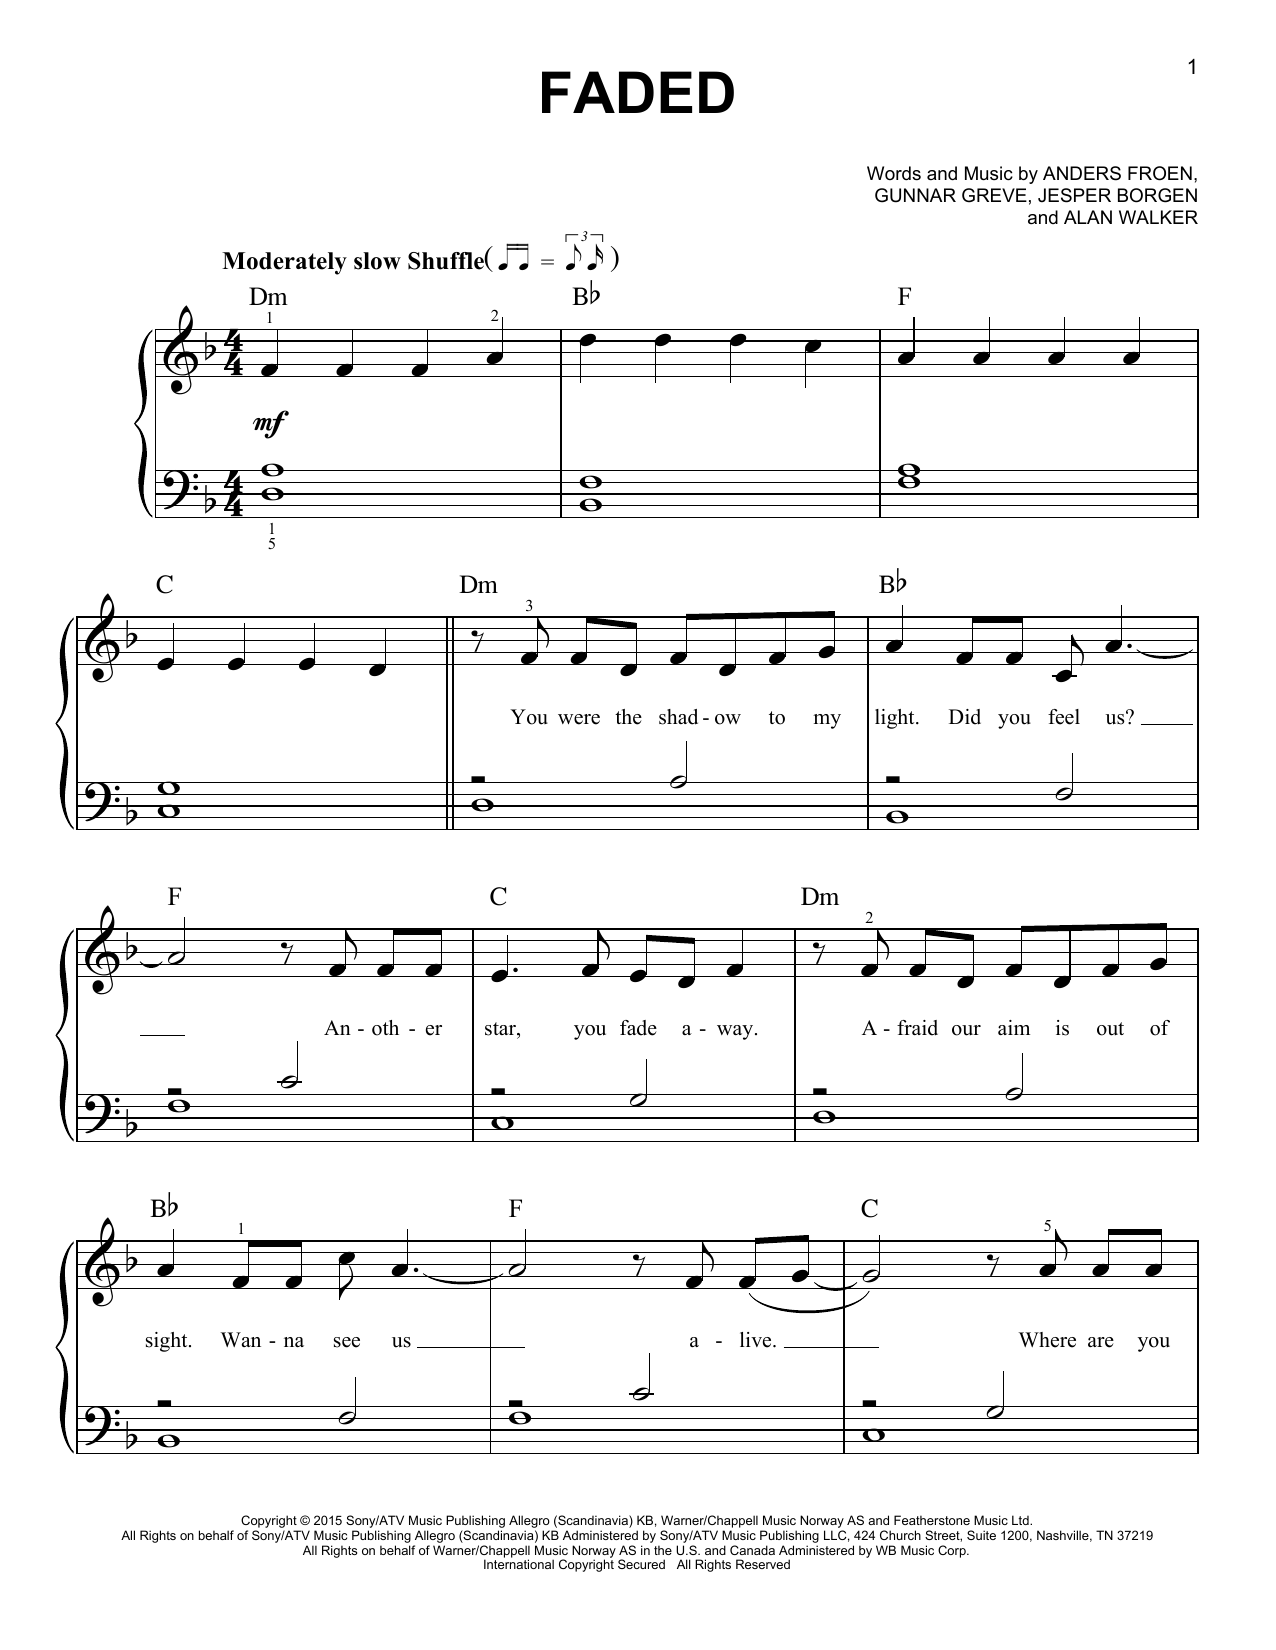 1
FADED
Words and Music by ANDERS FROEN,
GUNNAR GREVE, JESPER BORGEN
and ALAN WALKER
Moderately slow Shuffle ( = 3 )
Dm B♭ F
1 2
4 4
mf
4 4
1
5
C Dm B♭
3
You were the shad - ow to my light. Did you feel us?
F C Dm
2
An - oth - er star, you fade a - way. A - fraid our aim is out of
B♭ F C
1 5
sight. Wan - na see us a - live. Where are you
Copyright © 2015 Sony/ATV Music Publishing Allegro (Scandinavia) KB, Warner/Chappell Music Norway AS and Featherstone Music Ltd.
All Rights on behalf of Sony/ATV Music Publishing Allegro (Scandinavia) KB Administered by Sony/ATV Music Publishing LLC, 424 Church Street, Suite 1200, Nashville, TN 37219
All Rights on behalf of Warner/Chappell Music Norway AS in the U.S. and Canada Administered by WB Music Corp.
International Copyright Secured All Rights Reserved